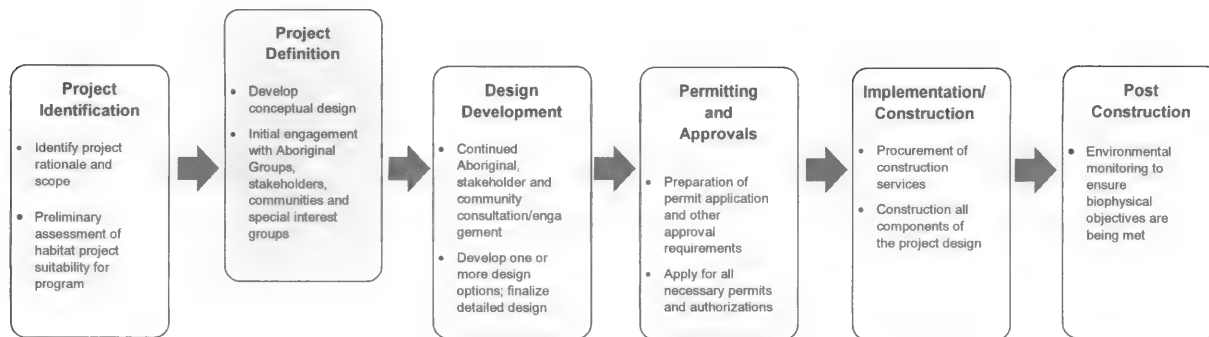 Project
Identification
• Identify project
rationale and
scope
• Preliminary
assessment of
habitat project
suitability for
program
Project
Definition
• Develop
conceptual design
• Initial engagement
with Aboriginal
Groups,
stakeholders,
communities and
special interest
groups
Design
Development
• Continued
Aboriginal,
stakeholder and
community
consultation/enga
gement
• Develop one or
more design
options; finalize
detailed design
Permitting
and
Approvals
• Preparation of
permit application
and other
approval
requirements
• Apply for all
necessary permits
and authorizations
Implementation/
Construction
• Procurement of
construction
services
• Construction all
components of
the project design
Post
Construction
• Environmental
monitoring to
ensure
biophysical
objectives are
being met